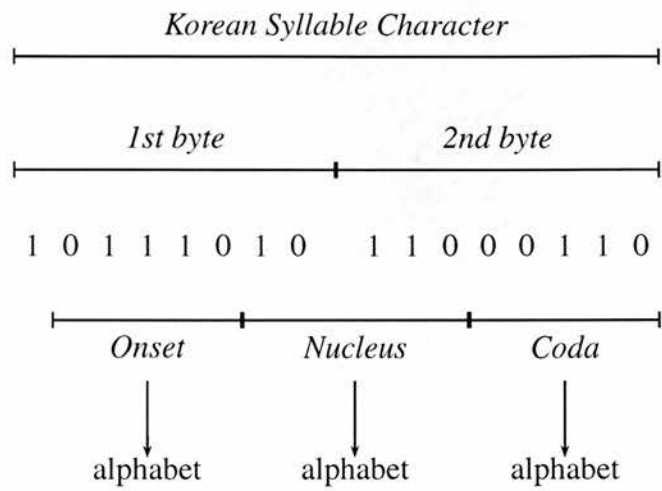 Korean Syllable Character
1st byte 2nd byte
1 0 1 1 1 0 1 0 1 1 0 0 0 1 1 0
Onset Nucleus Coda
alphabet alphabet alphabet